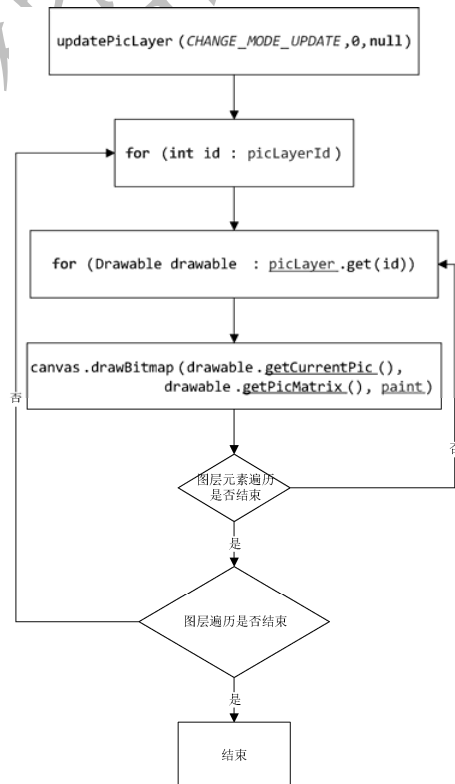 updatePicLayer(CHANGE_MODE_UPDATE,0,null)
for (int id : picLayerId)
for (Drawable drawable : picLayer.get(id))
canvas.drawBitmap(drawable.getCurrentPic(),
drawable.getPicMatrix(), paint)
否
否
图层元素遍历
是否结束
是
图层遍历是否结束
是
结束